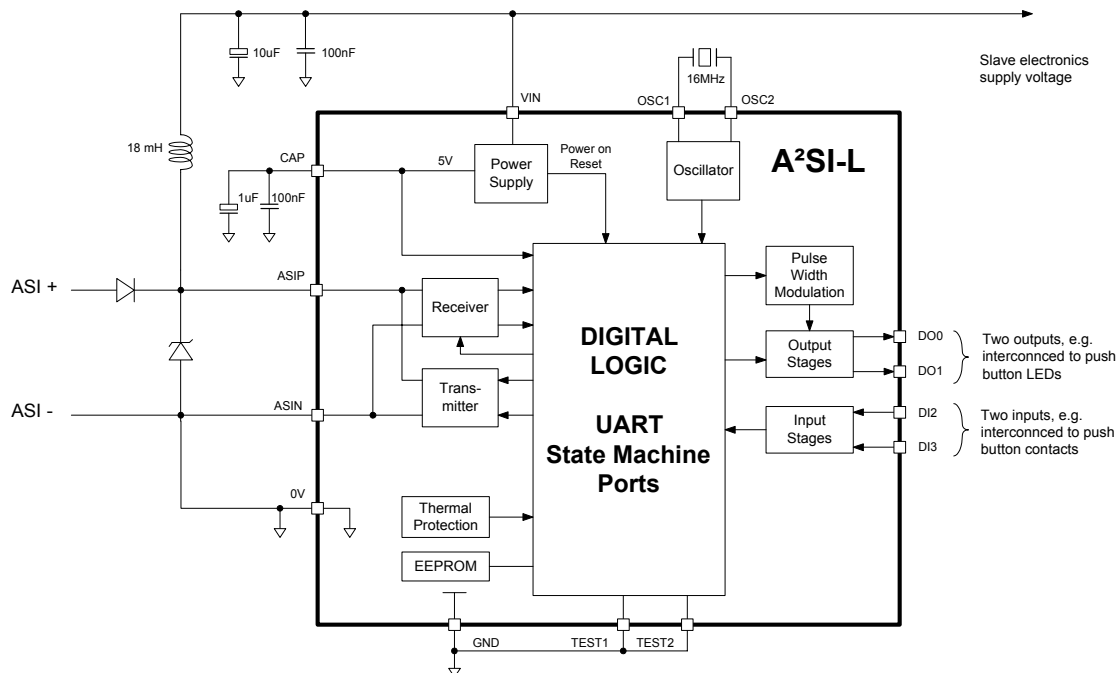 10uF
100nF
Slave electronics
supply voltage
16MHz
VIN
OSC1
OSC2
18 mH
CAP
5V
Power
Supply
Power on
Reset
Oscillator
A²SI-L
1uF
100nF
ASI +
ASIP
Receiver
Pulse
Width
Modulation
DIGITAL
LOGIC
Output
Stages
DO0
DO1
Two outputs, e.g.
interconnced to push
button LEDs
Trans-
mitter
ASI -
ASIN
UART
State Machine
Ports
Input
Stages
DI2
DI3
Two inputs, e.g.
interconnced to push
button contacts
0V
Thermal
Protection
EEPROM
GND
TEST1
TEST2